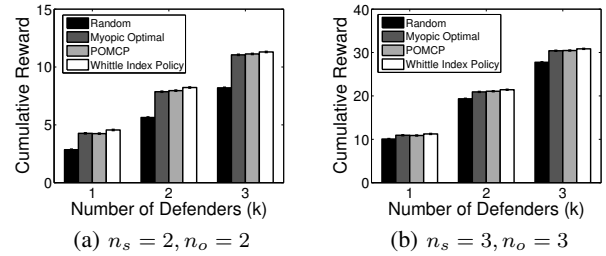 15
10
5
0
Cumulative Reward
Random
Myopic Optimal
POMCP
Whittle Index Policy
1 2 3
Number of Defenders (k)
(a) n_s = 2, n_o = 2
40
30
20
10
0
Cumulative Reward
Random
Myopic Optimal
POMCP
Whittle Index Policy
1 2 3
Number of Defenders (k)
(b) n_s = 3, n_o = 3